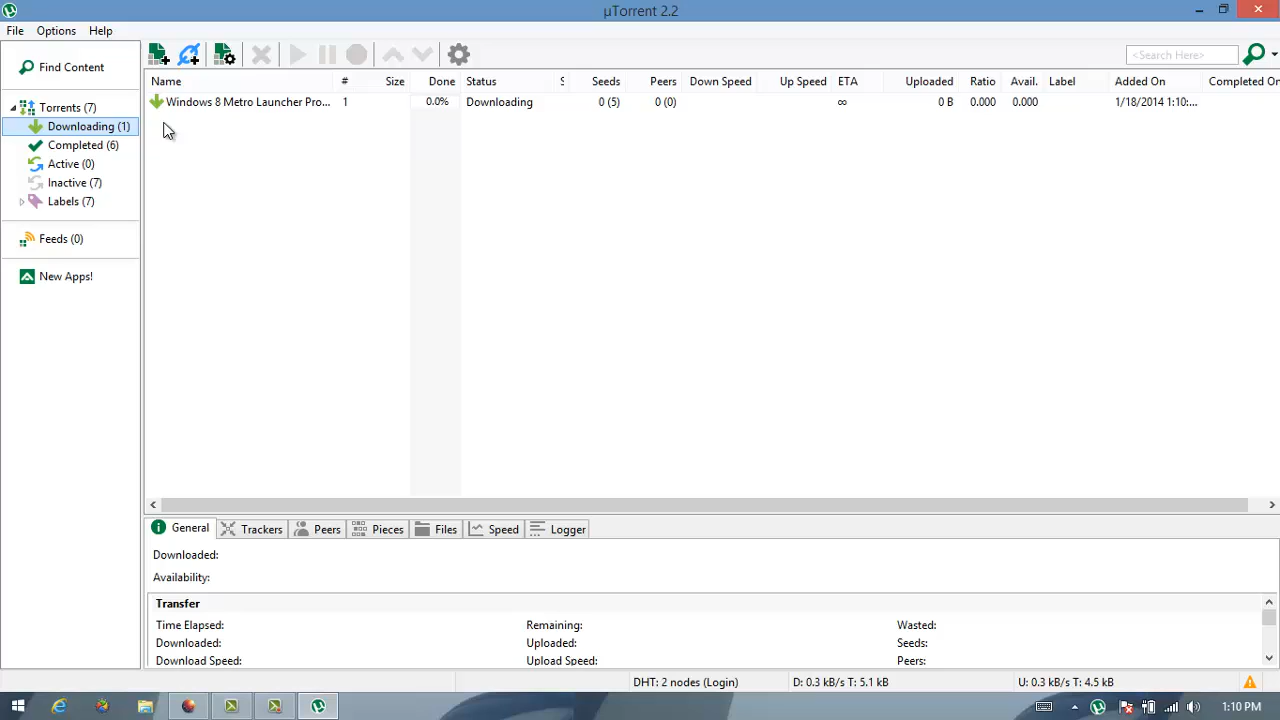 µTorrent 2.2
File Options Help
<Search Here>
Find Content
Torrents (7)
Downloading (1)
Completed (6)
Active (0)
Inactive (7)
Labels (7)
Feeds (0)
New Apps!
Name # Size Done Status S Seeds Peers Down Speed Up Speed ETA Uploaded Ratio Avail. Label Added On Completed On
Windows 8 Metro Launcher Pro... 1 0.0% Downloading 0 (5) 0 (0) ∞ 0 B 0.000 0.000 1/18/2014 1:10:...
General Trackers Peers Pieces Files Speed Logger
Downloaded:
Availability:
Transfer
Time Elapsed: Remaining: Wasted:
Downloaded: Uploaded: Seeds:
Download Speed: Upload Speed: Peers:
DHT: 2 nodes (Login) D: 0.3 kB/s T: 5.1 kB U: 0.3 kB/s T: 4.5 kB
1:10 PM